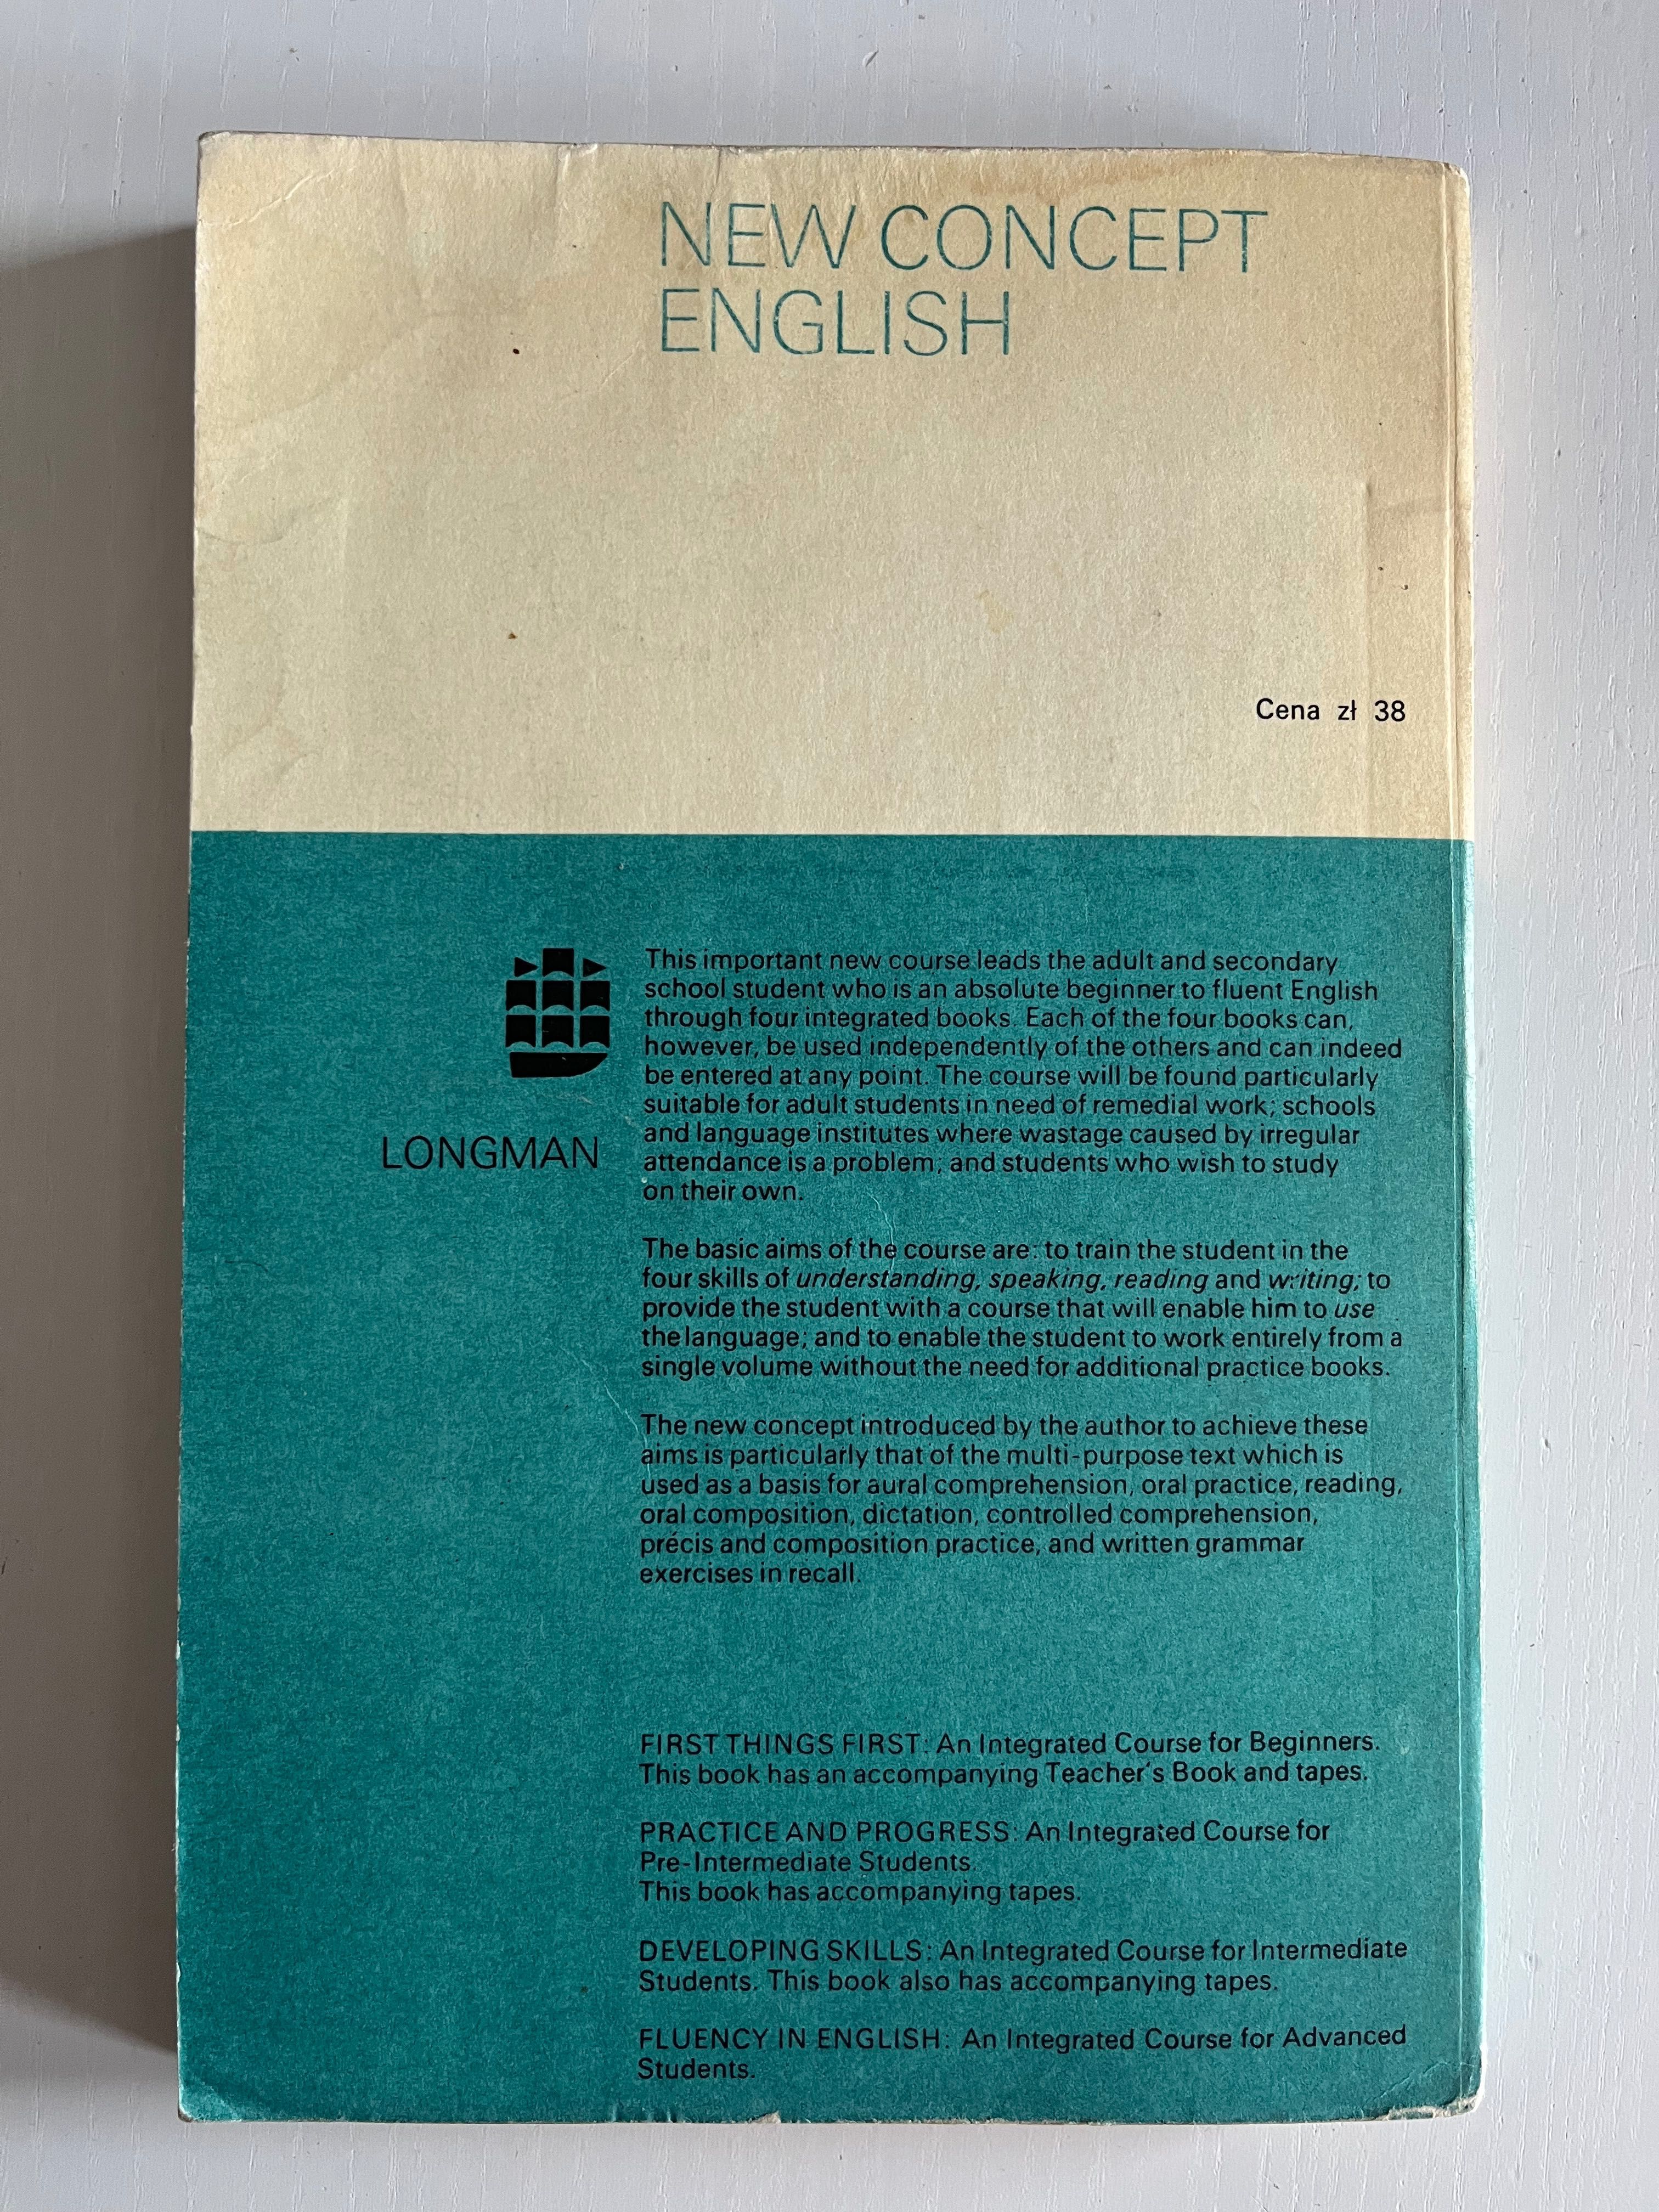 NEW CONCEPT
ENGLISH
Cena zł 38
LONGMAN
This important new course leads the adult and secondary
school student who is an absolute beginner to fluent English
through four integrated books. Each of the four books can,
however, be used independently of the others and can indeed
be entered at any point. The course will be found particularly
suitable for adult students in need of remedial work; schools
and language institutes where wastage caused by irregular
attendance is a problem; and students who wish to study
on their own.
The basic aims of the course are: to train the student in the
four skills of understanding, speaking, reading and writing; to
provide the student with a course that will enable him to use
the language; and to enable the student to work entirely from a
single volume without the need for additional practice books.
The new concept introduced by the author to achieve these
aims is particularly that of the multi-purpose text which is
used as a basis for aural comprehension, oral practice, reading,
oral composition, dictation, controlled comprehension,
précis and composition practice, and written grammar
exercises in recall.
FIRST THINGS FIRST: An Integrated Course for Beginners.
This book has an accompanying Teacher's Book and tapes.
PRACTICE AND PROGRESS: An Integrated Course for
Pre-Intermediate Students.
This book has accompanying tapes.
DEVELOPING SKILLS: An Integrated Course for Intermediate
Students. This book also has accompanying tapes.
FLUENCY IN ENGLISH: An Integrated Course for Advanced
Students.